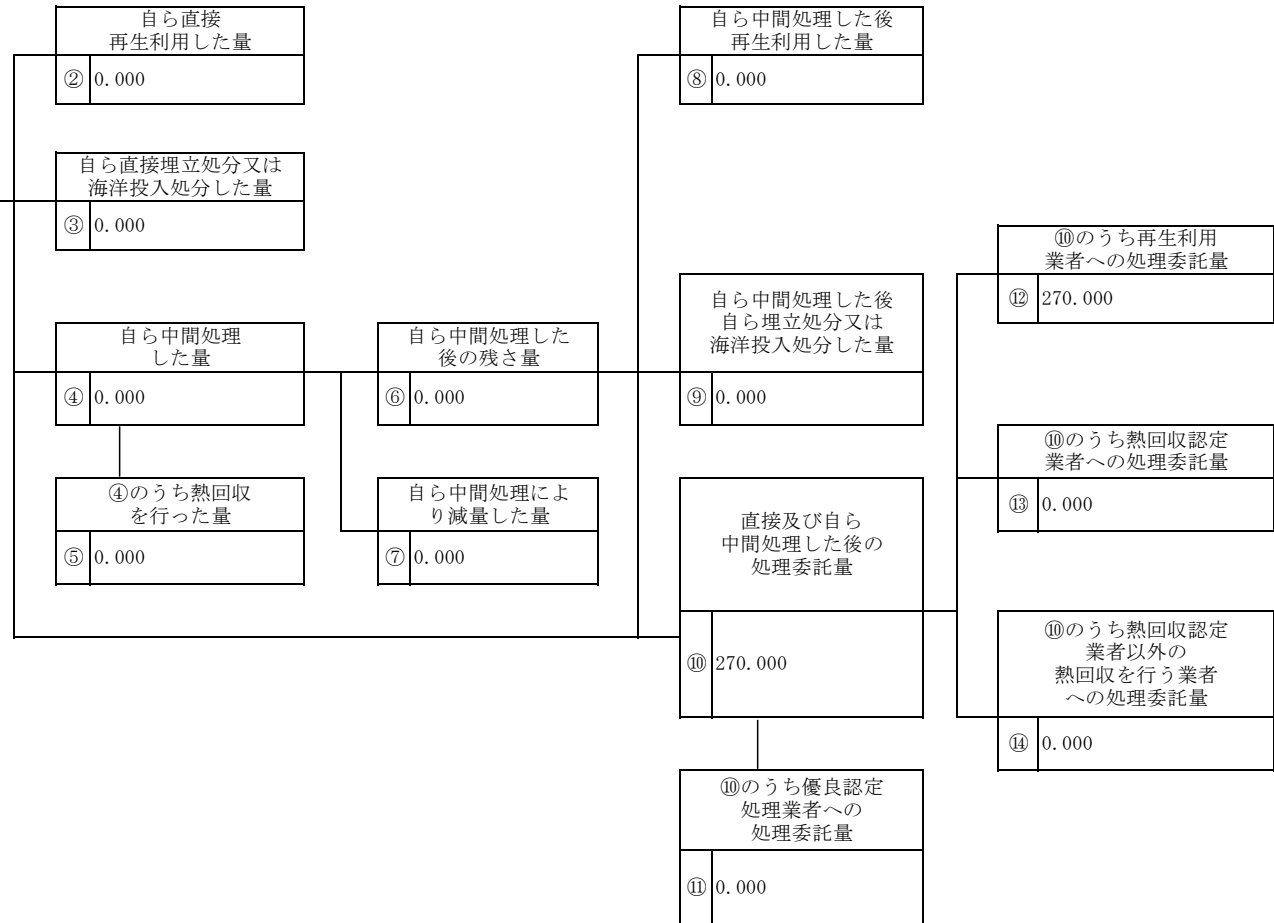 自ら直接
再生利用した量
② 0.000
自ら中間処理した後
再生利用した量
⑧ 0.000
自ら直接埋立処分又は
海洋投入処分した量
③ 0.000
⑩のうち再生利用
業者への処理委託量
⑫ 270.000
自ら中間処理
した量
④ 0.000
自ら中間処理した
後の残さ量
⑥ 0.000
自ら中間処理した後
自ら埋立処分又は
海洋投入処分した量
⑨ 0.000
⑩のうち熱回収認定
業者への処理委託量
⑬ 0.000
④のうち熱回収
を行った量
⑤ 0.000
自ら中間処理によ
り減量した量
⑦ 0.000
直接及び自ら
中間処理した後の
処理委託量
⑩ 270.000
⑩のうち熱回収認定
業者以外の
熱回収を行う業者
への処理委託量
⑭ 0.000
⑩のうち優良認定
処理業者への
処理委託量
⑪ 0.000